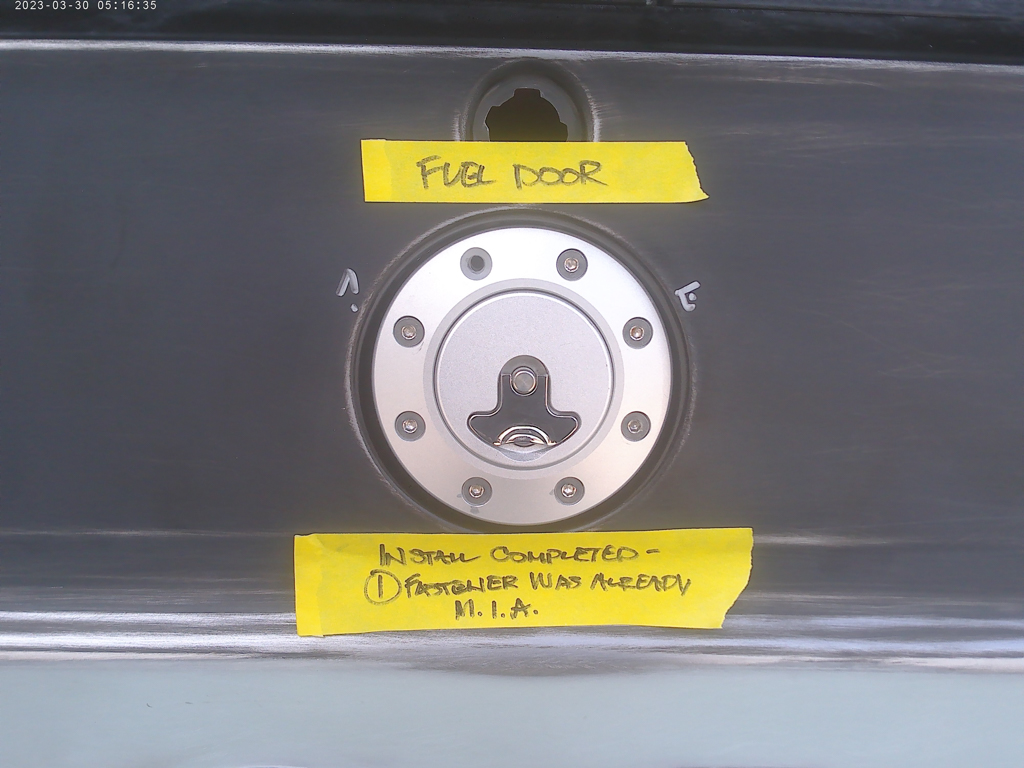 2023-03-30 05:16:35
FUEL DOOR
INSTALL COMPLETED -
① FASTENER WAS ALREADY
M.I.A.